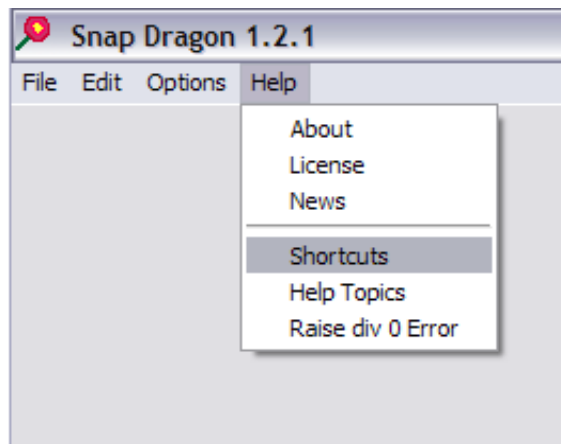 Snap Dragon 1.2.1
File Edit Options Help
About
License
News
Shortcuts
Help Topics
Raise div 0 Error